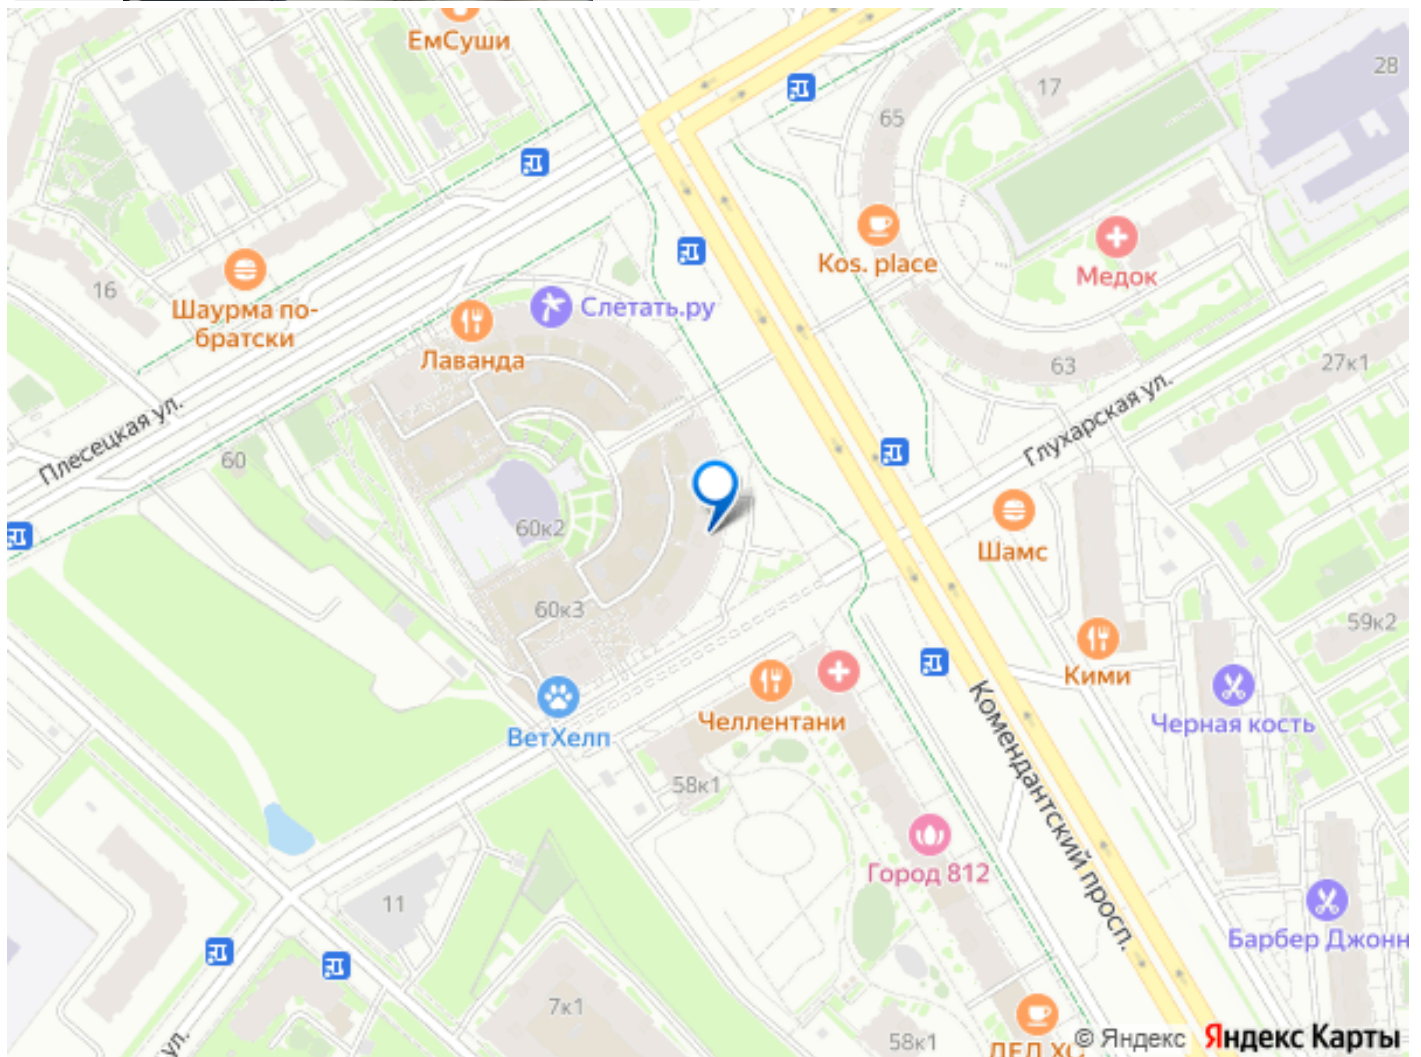 ЕмСуши
28
17
65
Kos. place
Медок
16
Шаурма по-
братски
Слетать.ру
Лаванда
63
27к1
Плесецкая ул.
Глухарская ул.
60
60к2
Шамс
60к3
59к2
Кими
Челлентани
Черная кость
ВетХелп
58к1
Комендантский просп.
Город 812
11
Барбер Джонн
7к1
58к1
ул.
© Яндекс Яндекс Карты